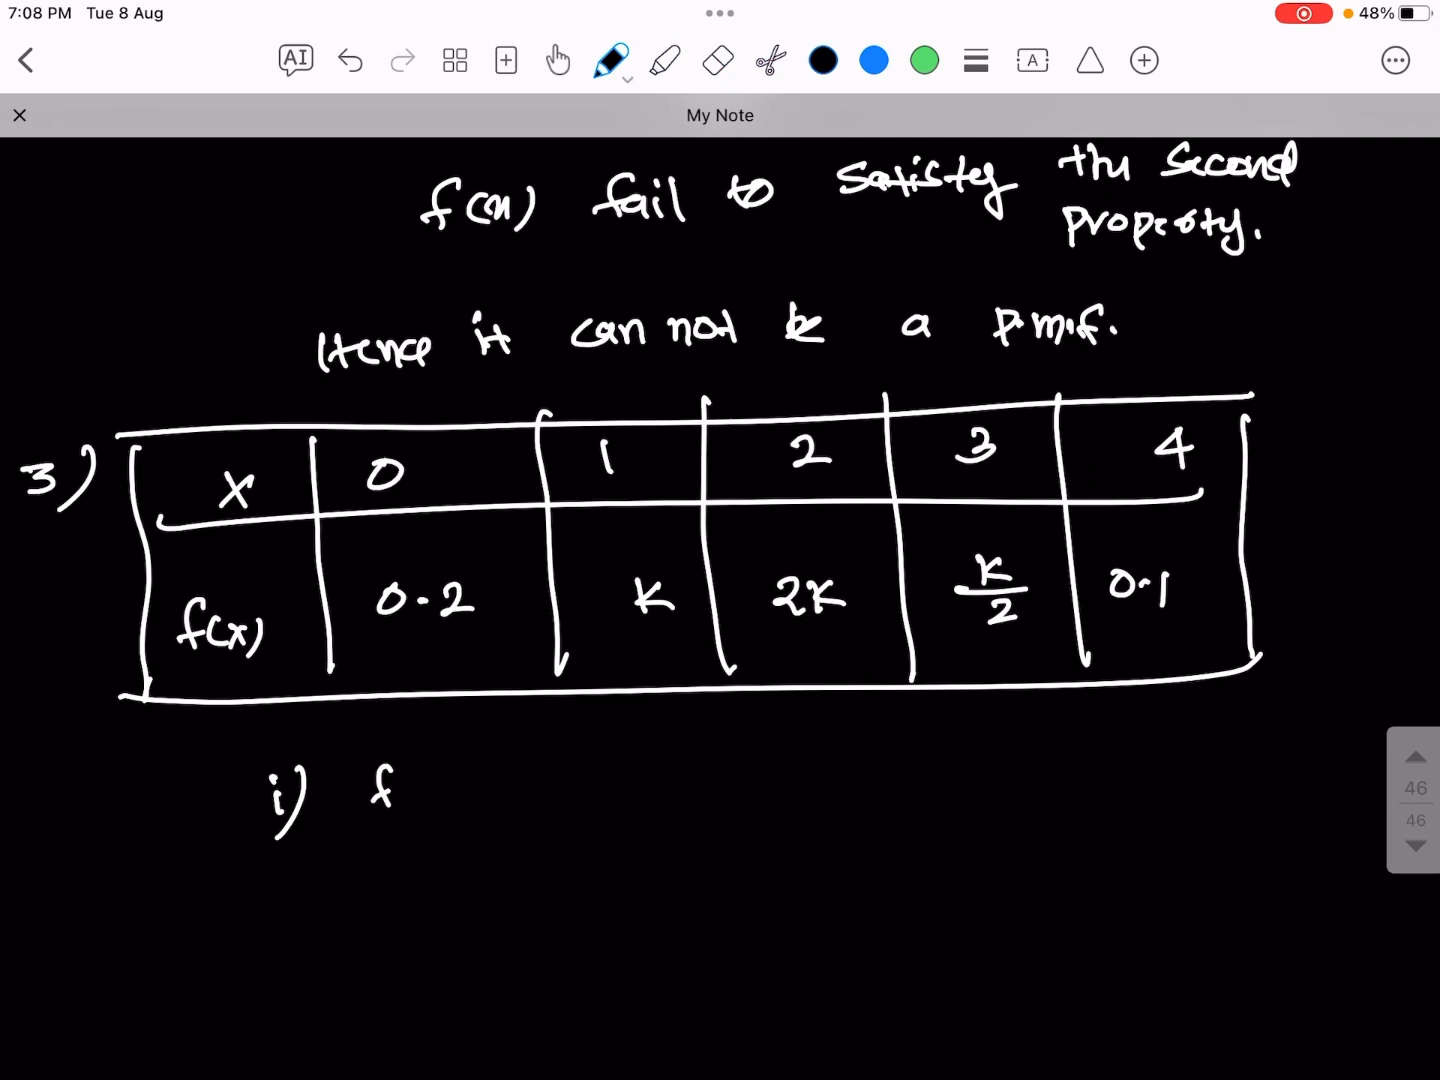 7:08 PM Tue 8 Aug
48%
AI
A
My Note
f(x) fail to satisfy the second
property.
Hence it can not be a p.m.f.
3) X 0 1 2 3 4
f(x) 0.2 K 2K K/2 0.1
i) f
46
46